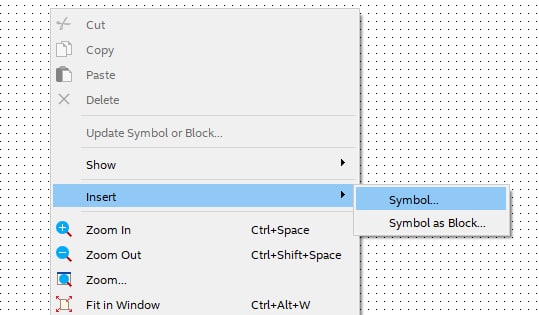 Cut
Copy
Paste
Delete
Update Symbol or Block...
Show
Insert
Symbol...
Symbol as Block...
Zoom In Ctrl+Space
Zoom Out Ctrl+Shift+Space
Zoom...
Fit in Window Ctrl+Alt+W